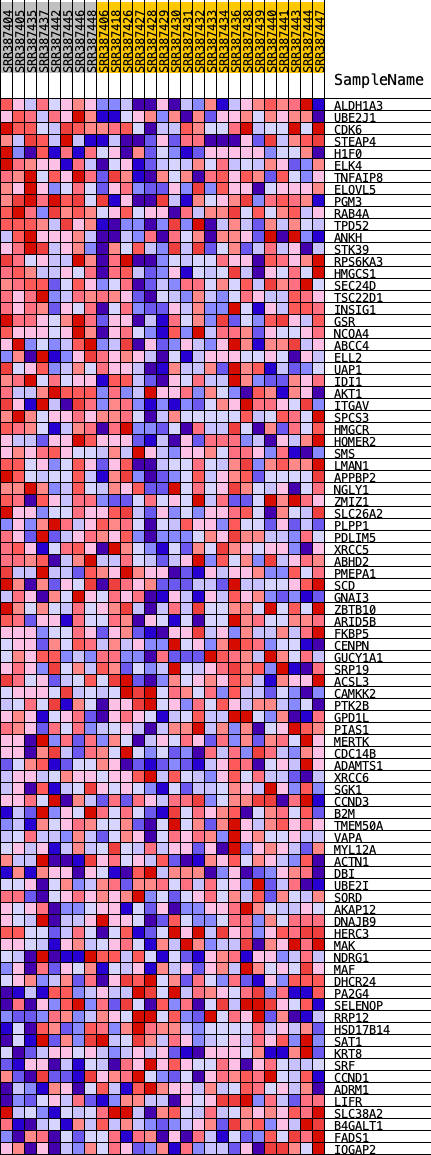 SRR387404
SRR387405
SRR387435
SRR387437
SRR387442
SRR387445
SRR387446
SRR387448
SRR387406
SRR387418
SRR387426
SRR387427
SRR387428
SRR387429
SRR387430
SRR387431
SRR387432
SRR387433
SRR387434
SRR387436
SRR387438
SRR387439
SRR387440
SRR387441
SRR387443
SRR387444
SRR387447
SampleName
ALDH1A3
UBE2J1
CDK6
STEAP4
H1F0
ELK4
TNFAIP8
ELOVL5
PGM3
RAB4A
TPD52
ANKH
STK39
RPS6KA3
HMGCS1
SEC24D
TSC22D1
INSIG1
GSR
NCOA4
ABCC4
ELL2
UAP1
IDI1
AKT1
ITGAV
SPCS3
HMGCR
HOMER2
SMS
LMAN1
APPBP2
NGLY1
ZMIZ1
SLC26A2
PLPP1
PDLIM5
XRCC5
ABHD2
PMEPA1
SCD
GNAI3
ZBTB10
ARID5B
FKBP5
CENPN
GUCY1A1
SRP19
ACSL3
CAMKK2
PTK2B
GPD1L
PIAS1
MERTK
CDC14B
ADAMTS1
XRCC6
SGK1
CCND3
B2M
TMEM50A
VAPA
MYL12A
ACTN1
DBI
UBE2I
SORD
AKAP12
DNAJB9
HERC3
MAK
NDRG1
MAF
DHCR24
PA2G4
SELENOP
RRP12
HSD17B14
SAT1
KRT8
SRF
CCND1
ADRM1
LIFR
SLC38A2
B4GALT1
FADS1
IQGAP2